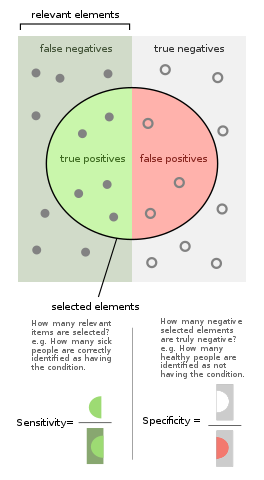 relevant elements
false negatives
true negatives
true positives
false positives
selected elements
How many relevant
items are selected?
e.g. How many sick
people are correctly
identified as having
the condition.
Sensitivity=
How many negative
selected elements
are truly negative?
e.g. How many
healthy people are
identified as not
having the condition.
Specificity =